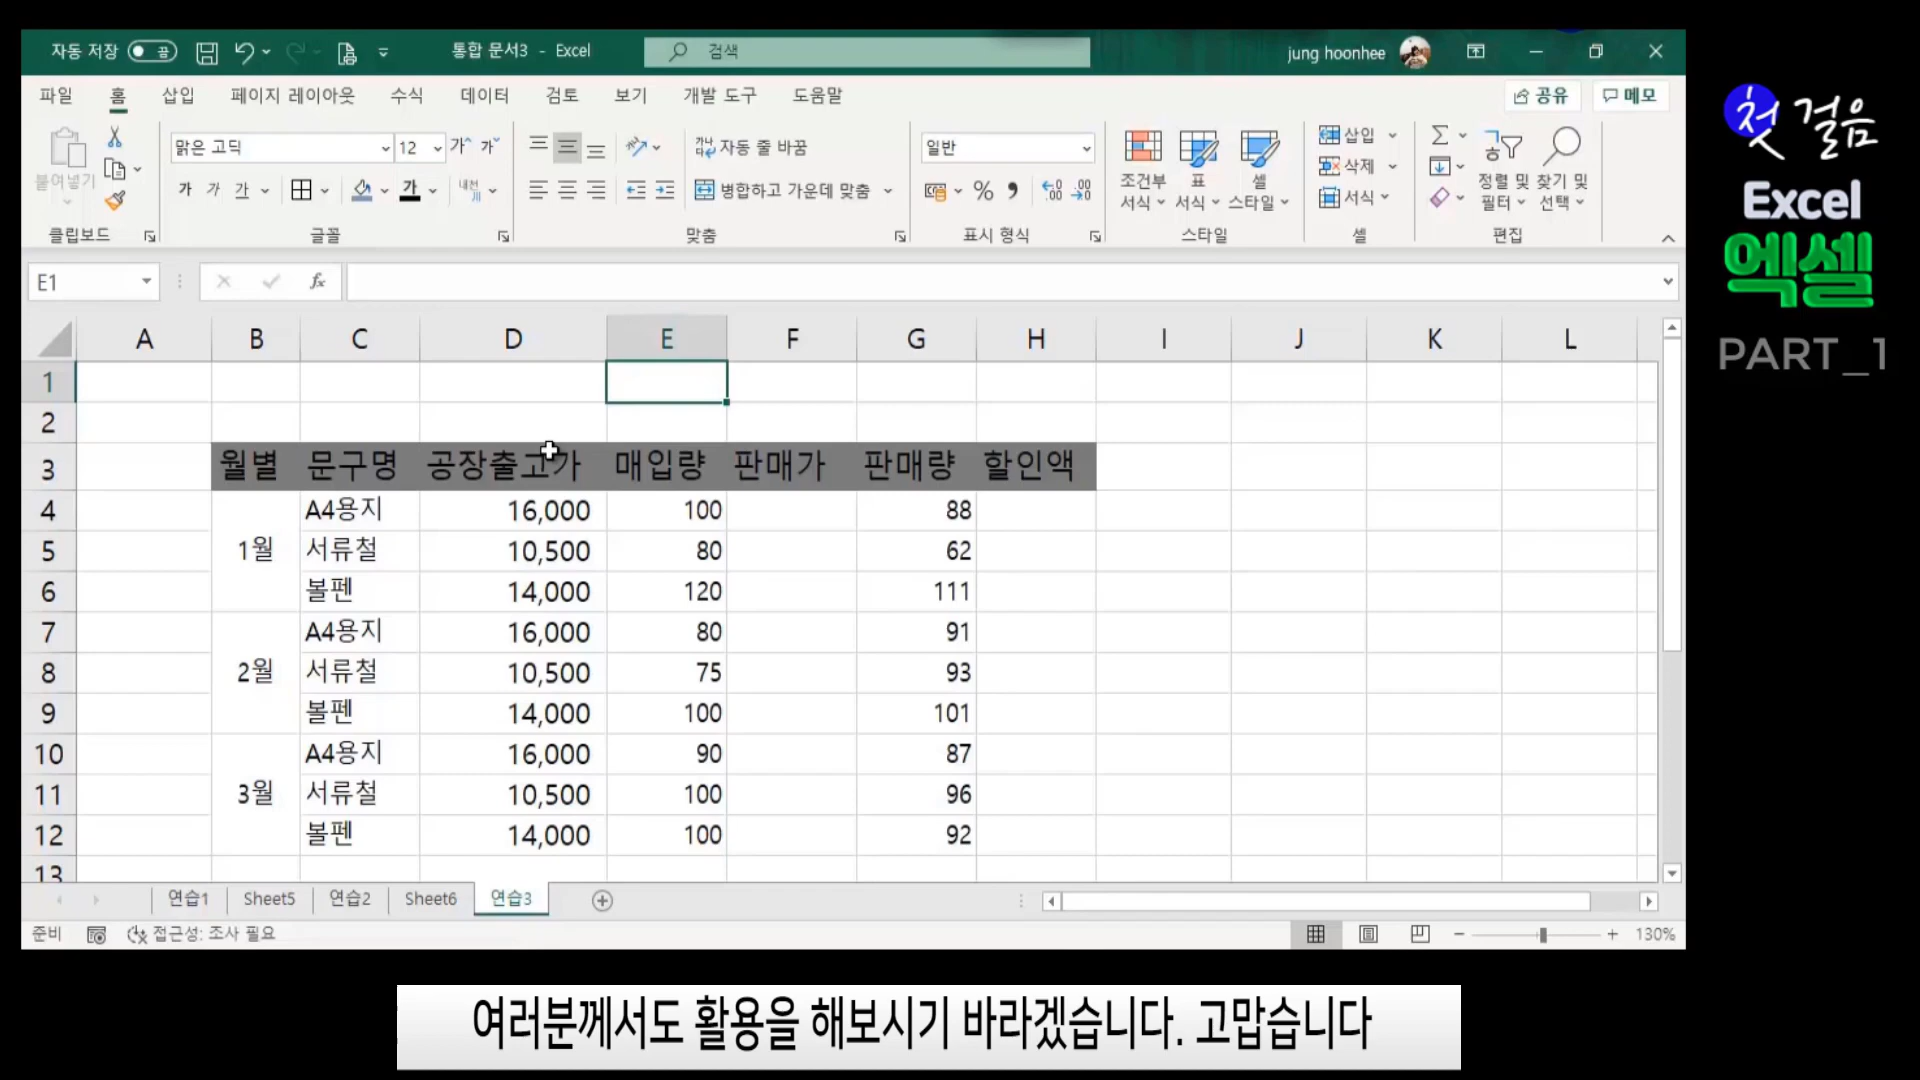 자동 저장 끔 통합 문서3 - Excel 검색 jung hoonhee
파일 홈 삽입 페이지 레이아웃 수식 데이터 검토 보기 개발 도구 도움말 공유 메모
붙여넣기 맑은 고딕 12 가 가 자동 줄 바꿈 일반 조건부 서식 표 서식 셀 스타일 삽입 삭제 서식 정렬 및 필터 찾기 및 선택
가 가 간 가 내천 병합하고 가운데 맞춤 % 
클립보드 글꼴 맞춤 표시 형식 스타일 셀 편집
E1 fx
A B C D E F G H I J K L
1
2
3 월별 문구명 공장출고가 매입량 판매가 판매량 할인액
4 A4용지 16,000 100 88
5 1월 서류철 10,500 80 62
6 볼펜 14,000 120 111
7 A4용지 16,000 80 91
8 2월 서류철 10,500 75 93
9 볼펜 14,000 100 101
10 A4용지 16,000 90 87
11 3월 서류철 10,500 100 96
12 볼펜 14,000 100 92
13
연습1 Sheet5 연습2 Sheet6 연습3
준비 접근성: 조사 필요 130%
첫 걸음
Excel
엑셀
PART_1
여러분께서도 활용을 해보시기 바라겠습니다. 고맙습니다